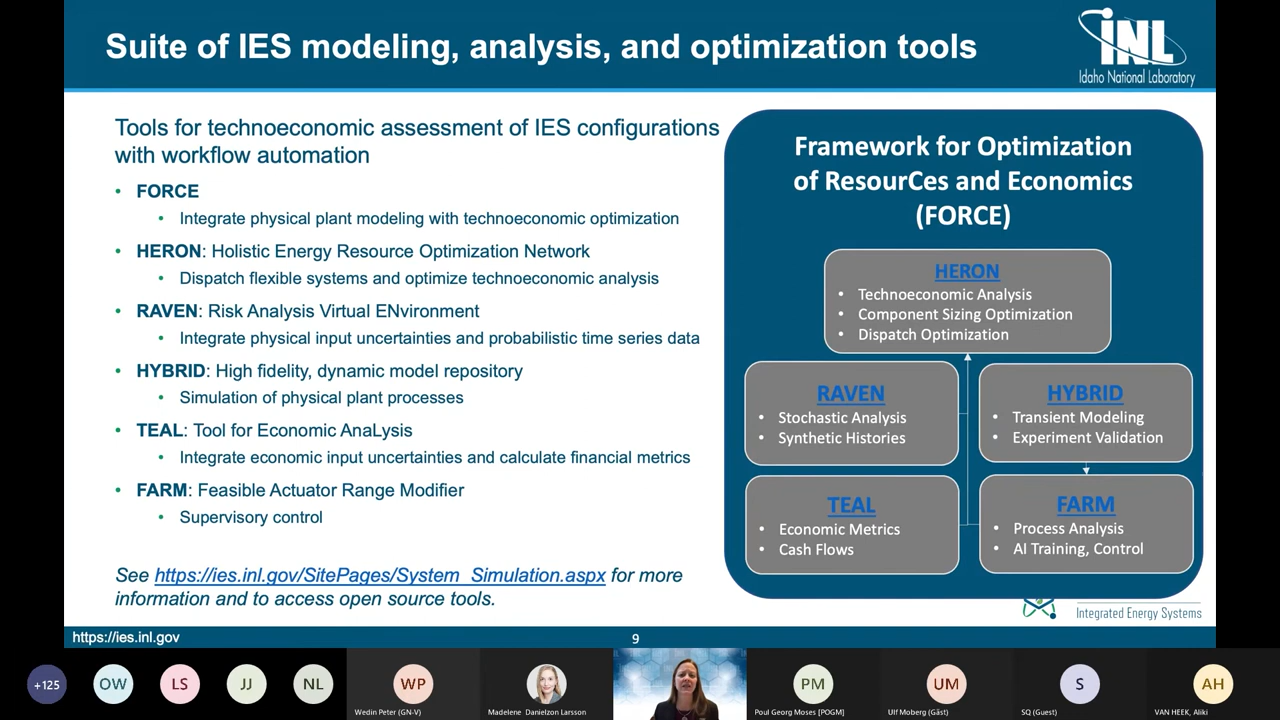 Suite of IES modeling, analysis, and optimization tools
INL
Idaho National Laboratory
Tools for technoeconomic assessment of IES configurations
with workflow automation
• FORCE
• Integrate physical plant modeling with technoeconomic optimization
• HERON: Holistic Energy Resource Optimization Network
• Dispatch flexible systems and optimize technoeconomic analysis
• RAVEN: Risk Analysis Virtual ENvironment
• Integrate physical input uncertainties and probabilistic time series data
• HYBRID: High fidelity, dynamic model repository
• Simulation of physical plant processes
• TEAL: Tool for Economic AnaLysis
• Integrate economic input uncertainties and calculate financial metrics
• FARM: Feasible Actuator Range Modifier
• Supervisory control
See https://ies.inl.gov/SitePages/System_Simulation.aspx for more
information and to access open source tools.
Framework for Optimization
of ResourCes and Economics
(FORCE)
HERON
• Technoeconomic Analysis
• Component Sizing Optimization
• Dispatch Optimization
RAVEN
• Stochastic Analysis
• Synthetic Histories
HYBRID
• Transient Modeling
• Experiment Validation
TEAL
• Economic Metrics
• Cash Flows
FARM
• Process Analysis
• AI Training, Control
Integrated Energy Systems
https://ies.inl.gov
9
+125
OW
LS
JJ
NL
WP
Wedin Peter (GN-V)
Madelene Danielzon Larsson
PM
Poul Georg Moses [POGM]
UM
Ulf Moberg (Gäst)
S
SQ (Guest)
AH
VAN HEEK, Aliki